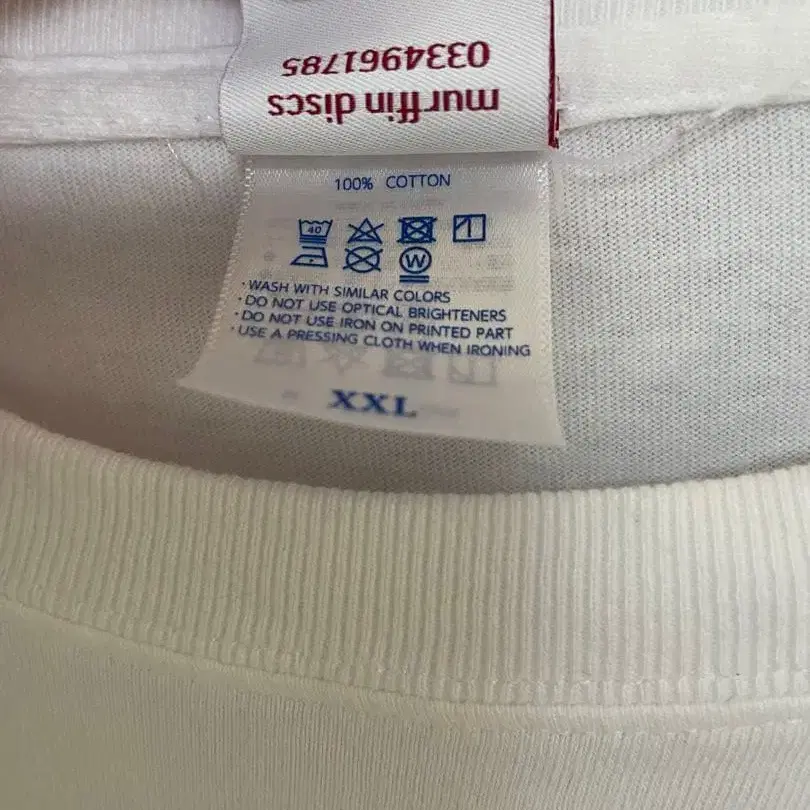 murffin discs
0334961785
100% COTTON
40
W
· WASH WITH SIMILAR COLORS
· DO NOT USE OPTICAL BRIGHTENERS
· DO NOT USE IRON ON PRINTED PART
· USE A PRESSING CLOTH WHEN IRONING
XXL